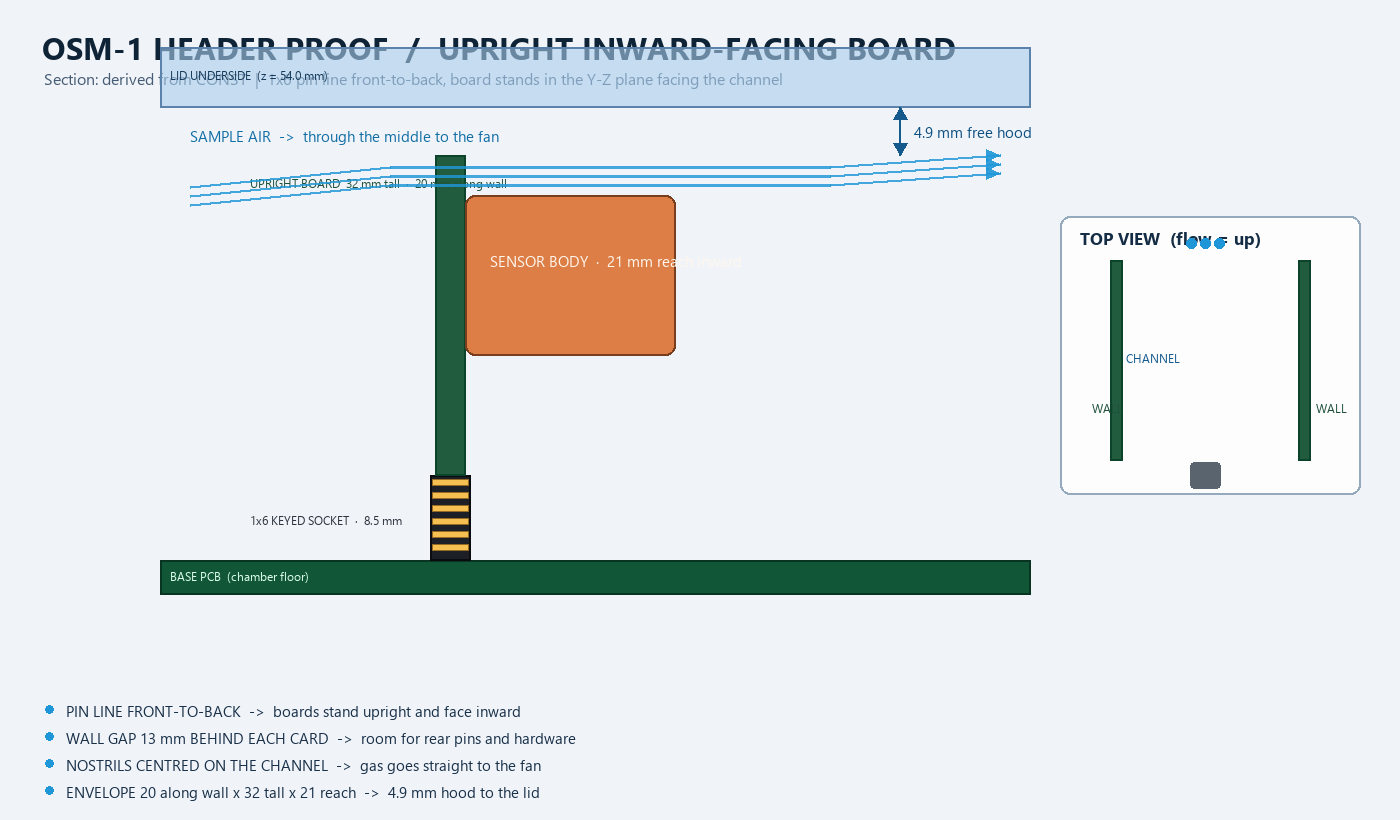 OSM-1 HEADER PROOF / UPRIGHT INWARD-FACING BOARD
Section: derived from CONST | 1x6 pin line front-to-back, board stands in the Y-Z plane facing the channel
LID UNDERSIDE (z = 54.0 mm)
SAMPLE AIR -> through the middle to the fan
4.9 mm free hood
UPRIGHT BOARD 32 mm tall · 20 mm along wall
SENSOR BODY · 21 mm reach inward
TOP VIEW (flow = up)
CHANNEL
WALL
WALL
1x6 KEYED SOCKET · 8.5 mm
BASE PCB (chamber floor)
PIN LINE FRONT-TO-BACK -> boards stand upright and face inward
WALL GAP 13 mm BEHIND EACH CARD -> room for rear pins and hardware
NOSTRILS CENTRED ON THE CHANNEL -> gas goes straight to the fan
ENVELOPE 20 along wall x 32 tall x 21 reach -> 4.9 mm hood to the lid